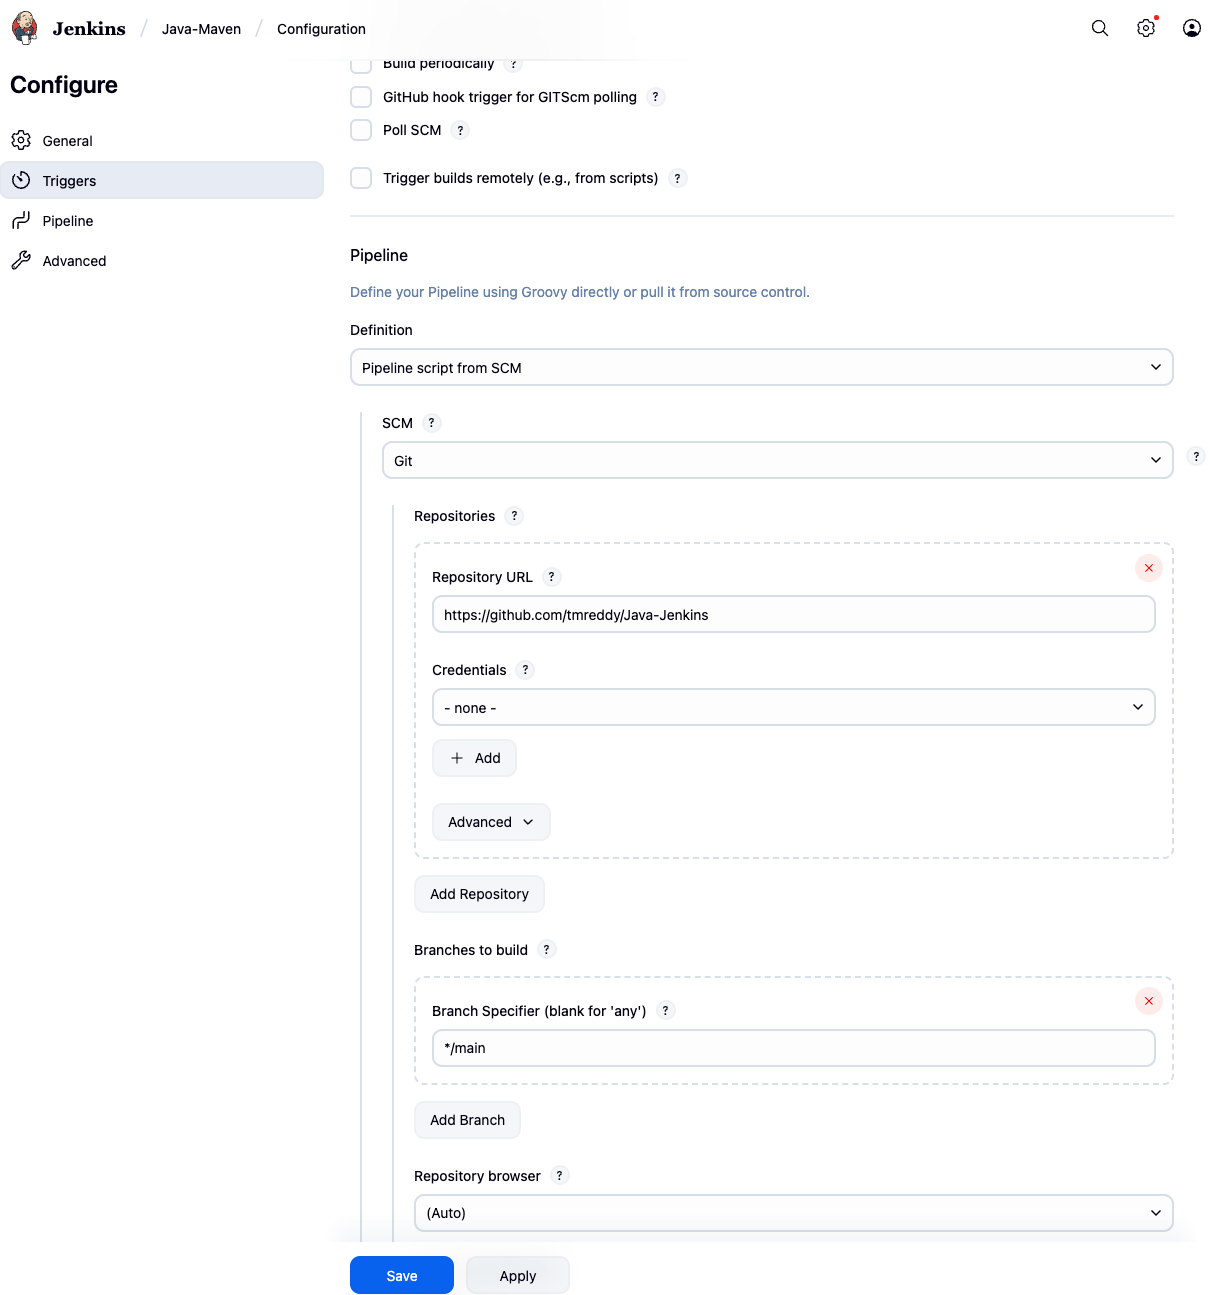 Jenkins / Java-Maven / Configuration
Configure
General
Triggers
Pipeline
Advanced
Build periodically ?
GitHub hook trigger for GITScm polling ?
Poll SCM ?
Trigger builds remotely (e.g., from scripts) ?
Pipeline
Define your Pipeline using Groovy directly or pull it from source control.
Definition
Pipeline script from SCM
SCM ?
Git
?
Repositories ?
Repository URL ?
https://github.com/tmreddy/Java-Jenkins
Credentials ?
- none -
+ Add
Advanced
Add Repository
Branches to build ?
Branch Specifier (blank for 'any') ?
*/main
Add Branch
Repository browser ?
(Auto)
Save Apply